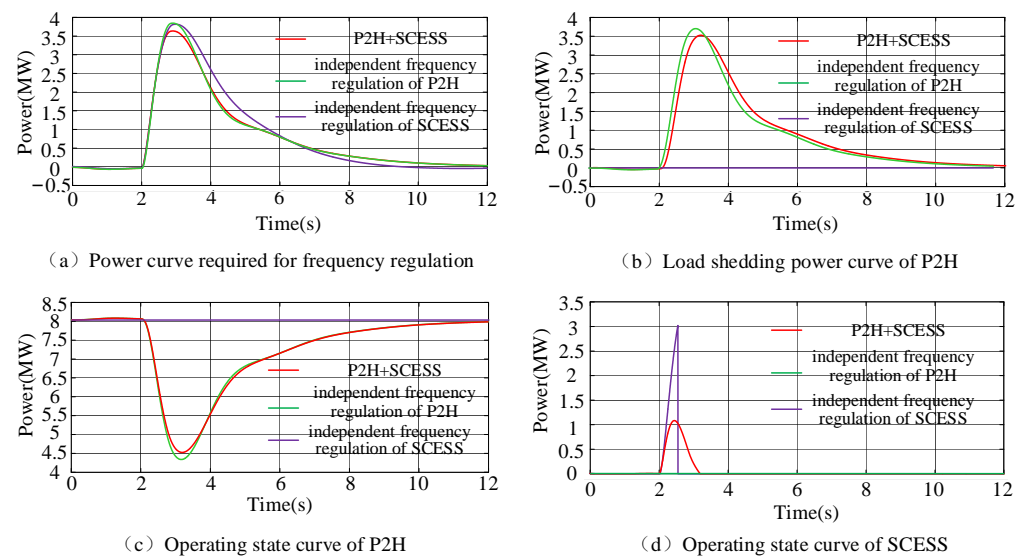 4
3.5
3
2.5
2
1.5
1
0.5
0
−0.5
Power(MW)
0 2 4 6 8 10 12
Time(s)
P2H+SCESS
independent frequency
regulation of P2H
independent frequency
regulation of SCESS
(a) Power curve required for frequency regulation
4
3.5
3
2.5
2
1.5
1
0.5
0
−0.5
Power(MW)
0 2 4 6 8 10 12
Time(s)
P2H+SCESS
independent frequency
regulation of P2H
independent frequency
regulation of SCESS
(b) Load shedding power curve of P2H
8.5
8
7
6.5
6
5.5
5
4.5
4
Power(MW)
0 2 4 6 8 10 12
Time(s)
P2H+SCESS
independent frequency
regulation of P2H
independent frequency
regulation of SCESS
(c) Operating state curve of P2H
3.5
3
2.5
2
1.5
1
0.5
0
Power(MW)
0 2 4 6 8 10 12
Time(s)
P2H+SCESS
independent frequency
regulation of P2H
independent frequency
regulation of SCESS
(d) Operating state curve of SCESS